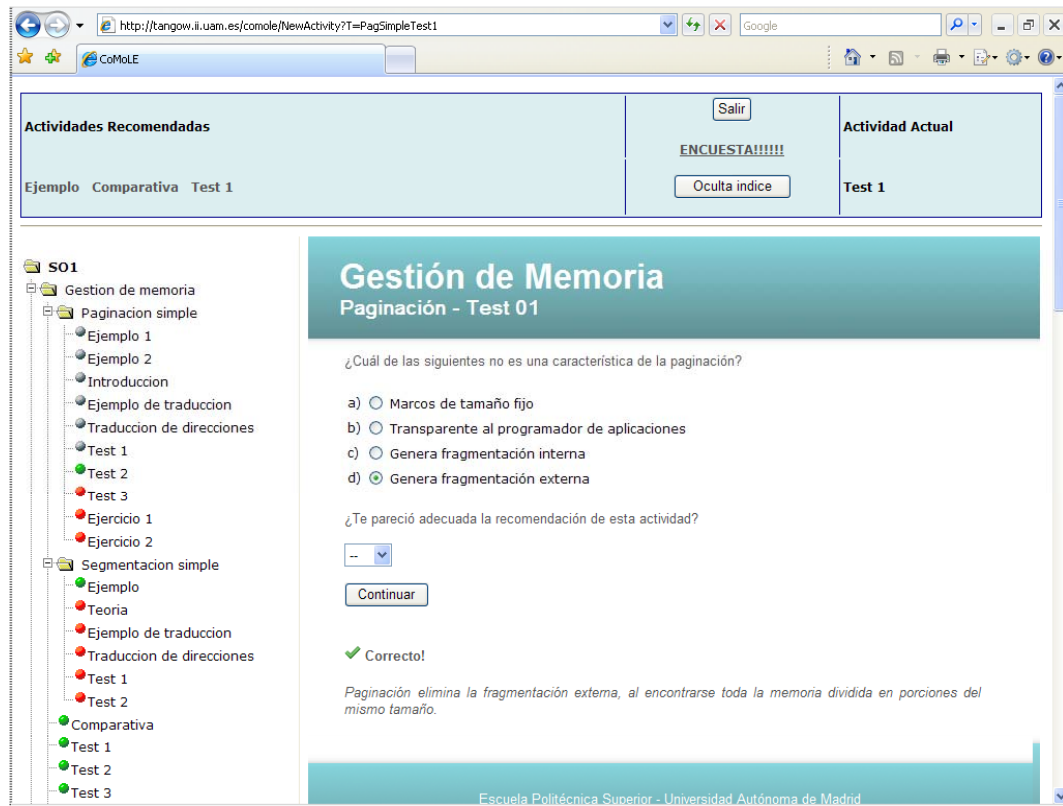 http://tangow.ii.uam.es/comole/NewActivity?T=PagSimpleTest1
Google
CoMoLE
Actividades Recomendadas
Salir
Actividad Actual
ENCUESTA!!!!!!
Ejemplo Comparativa Test 1
Oculta indice
Test 1
SO1
Gestion de memoria
Paginacion simple
Ejemplo 1
Ejemplo 2
Introduccion
Ejemplo de traduccion
Traduccion de direcciones
Test 1
Test 2
Test 3
Ejercicio 1
Ejercicio 2
Segmentacion simple
Ejemplo
Teoria
Ejemplo de traduccion
Traduccion de direcciones
Test 1
Test 2
Comparativa
Test 1
Test 2
Test 3
Gestión de Memoria
Paginación - Test 01
¿Cuál de las siguientes no es una característica de la paginación?
a) Marcos de tamaño fijo
b) Transparente al programador de aplicaciones
c) Genera fragmentación interna
d) Genera fragmentación externa
¿Te pareció adecuada la recomendación de esta actividad?
--
Continuar
Correcto!
Paginación elimina la fragmentación externa, al encontrarse toda la memoria dividida en porciones del
mismo tamaño.
Escuela Politécnica Superior - Universidad Autónoma de Madrid